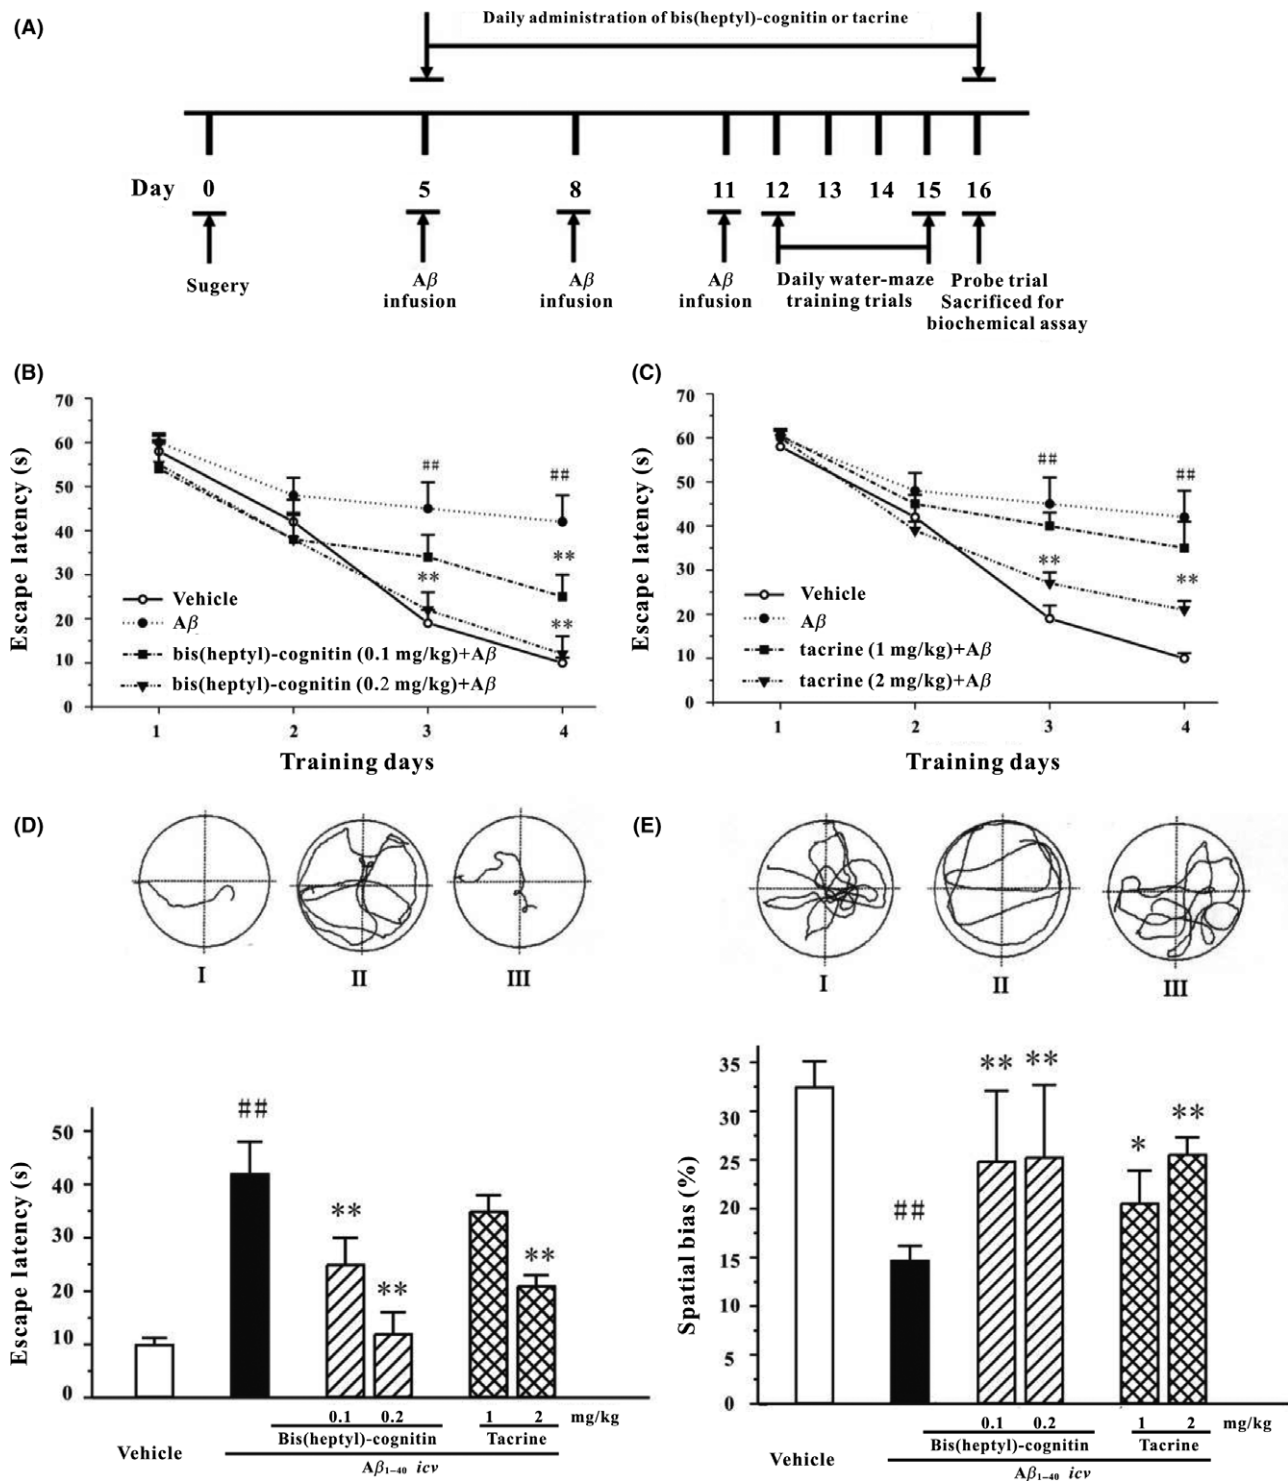 (A)
Daily administration of bis(heptyl)-cognitin or tacrine
Day 0 5 8 11 12 13 14 15 16
Sugery
Aβ infusion
Aβ infusion
Aβ infusion
Daily water-maze training trials
Probe trial
Sacrificed for biochemical assay
(B)
Escape latency (s)
70
60
50
40
30
20
10
0
##
##
**
**
**
Vehicle
Aβ
bis(heptyl)-cognitin (0.1 mg/kg)+Aβ
bis(heptyl)-cognitin (0.2 mg/kg)+Aβ
1 2 3 4
Training days
(C)
Escape latency (s)
70
60
50
40
30
20
10
0
##
##
**
**
Vehicle
Aβ
tacrine (1 mg/kg)+Aβ
tacrine (2 mg/kg)+Aβ
1 2 3 4
Training days
(D)
I II III
Escape latency (s)
50
40
30
20
10
0
##
**
**
**
0.1 0.2 1 2 mg/kg
Bis(heptyl)-cognitin Tacrine
Vehicle
Aβ1–40 icv
(E)
I II III
Spatial bias (%)
35
30
25
20
15
10
5
0
##
**
**
*
**
0.1 0.2 1 2 mg/kg
Bis(heptyl)-cognitin Tacrine
Vehicle
Aβ1–40 icv